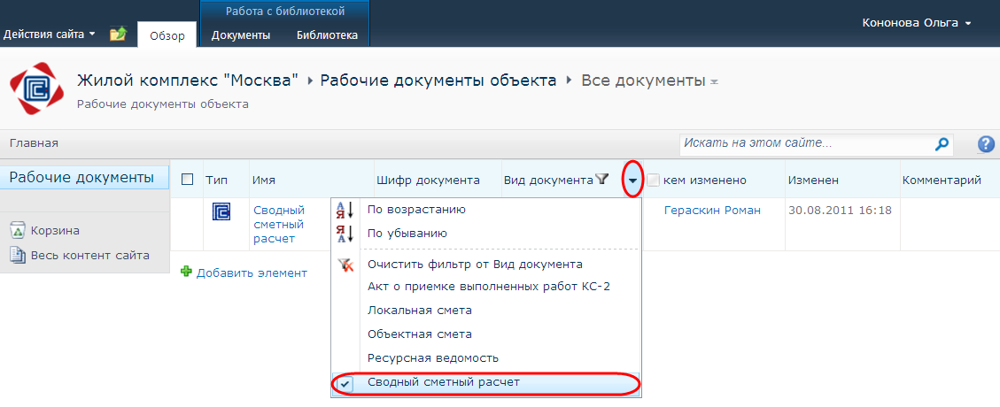 Работа с библиотекой
Действия сайта
Обзор
Документы
Библиотека
Кононова Ольга
Жилой комплекс "Москва"
Рабочие документы объекта
Все документы
Рабочие документы объекта
Главная
Искать на этом сайте...
Рабочие документы
Корзина
Весь контент сайта
Тип
Имя
Шифр документа
Вид документа
кем изменено
Изменен
Комментарий
Сводный
сметный
расчет
Гераскин Роман
30.08.2011 16:18
Добавить элемент
По возрастанию
По убыванию
Очистить фильтр от Вид документа
Акт о приемке выполненных работ КС-2
Локальная смета
Объектная смета
Ресурсная ведомость
Сводный сметный расчет